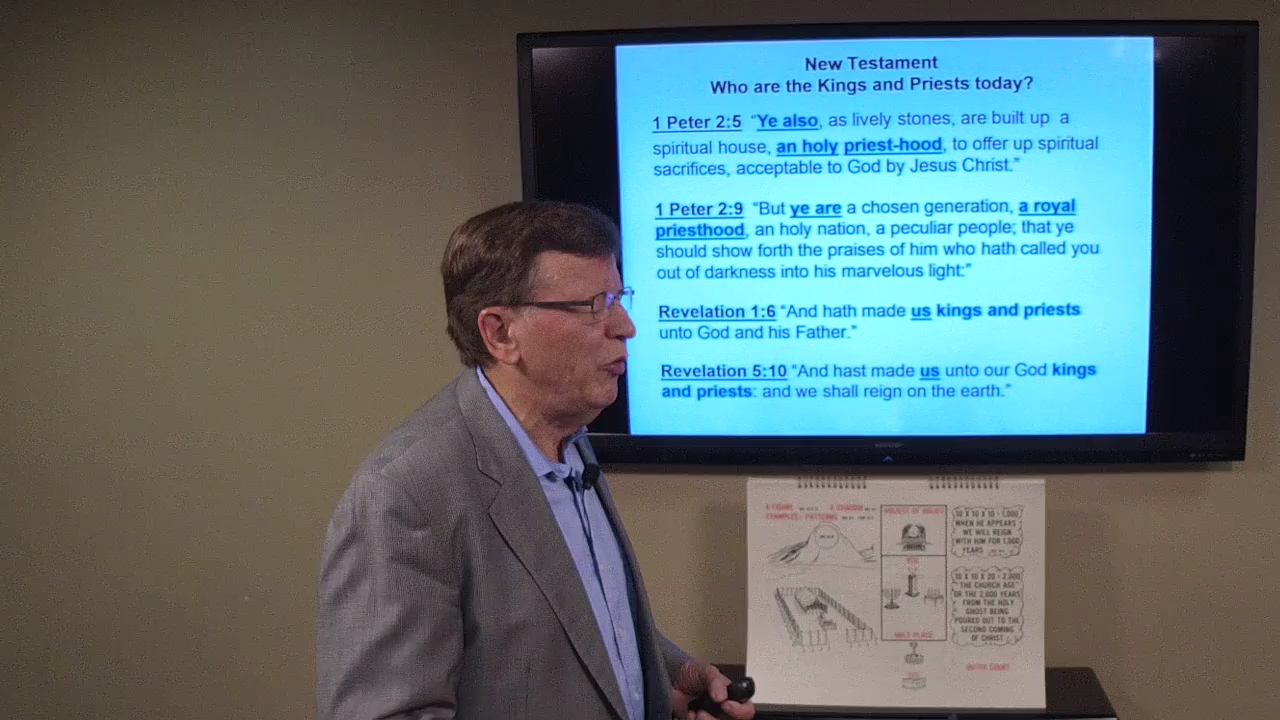 New Testament
Who are the Kings and Priests today?
1 Peter 2:5 “Ye also, as lively stones, are built up a
spiritual house, an holy priest-hood, to offer up spiritual
sacrifices, acceptable to God by Jesus Christ.”
1 Peter 2:9 “But ye are a chosen generation, a royal
priesthood, an holy nation, a peculiar people; that ye
should show forth the praises of him who hath called you
out of darkness into his marvelous light:”
Revelation 1:6 “And hath made us kings and priests
unto God and his Father.”
Revelation 5:10 “And hast made us unto our God kings
and priests: and we shall reign on the earth.”
A FIGURE A SHADOW
EXAMPLES- PATTERNS
HOLIEST OF HOLIES
HOLY PLACE
10 X 10 X 10 = 1,000
WHEN HE APPEARS
WE WILL REIGN
WITH HIM FOR 1,000
YEARS
10 X 10 X 20 = 2,000
"THE CHURCH AGE"
OR THE 2,000 YEARS
FROM THE HOLY
GHOST BEING
POURED OUT TO THE
SECOND COMING
OF CHRIST
OUTER COURT